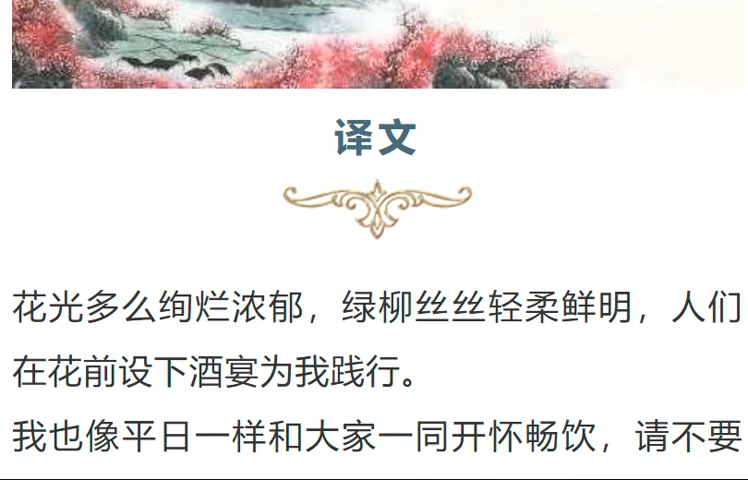 译文
花光多么绚烂浓郁，绿柳丝丝轻柔鲜明，人们
在花前设下酒宴为我践行。
我也像平日一样和大家一同开怀畅饮，请不要